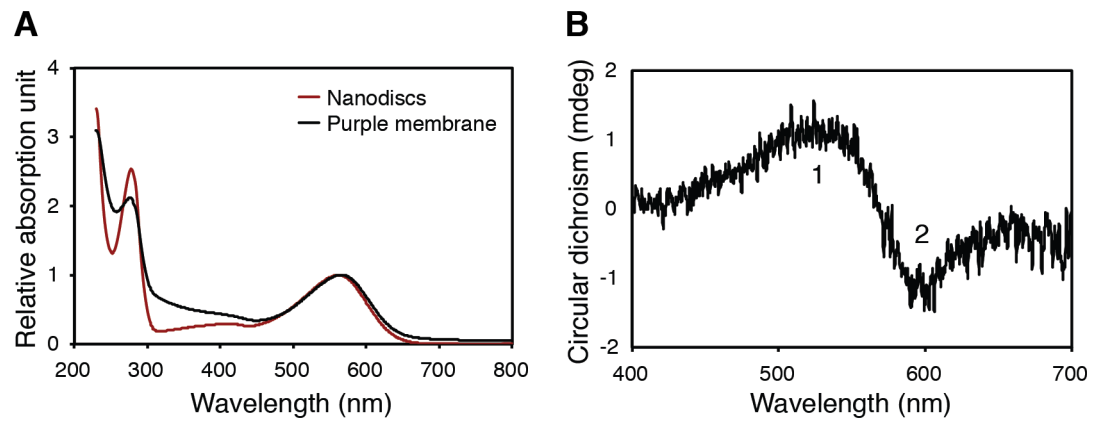 A
Relative absorption unit
4
3
2
1
0
200 300 400 500 600 700 800
Wavelength (nm)
Nanodiscs
Purple membrane
B
Circular dichroism (mdeg)
2
1
0
-1
-2
400 500 600 700
Wavelength (nm)
1
2